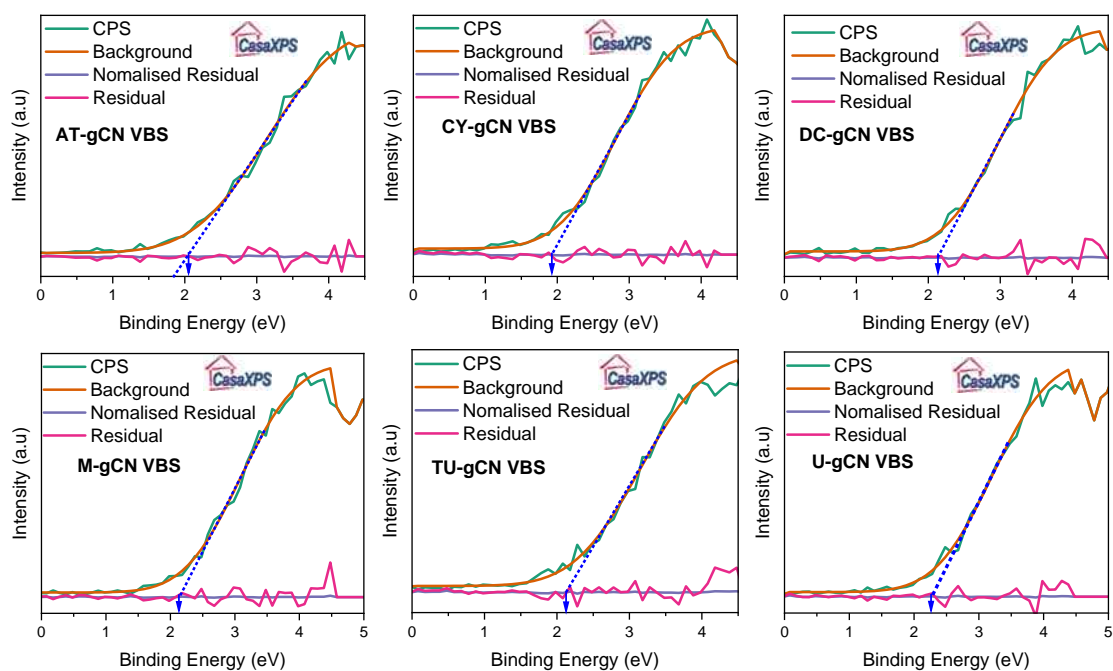 CPS
Background
Nomalised Residual
Residual
AT-gCN VBS
CasaXPS
Intensity (a.u)
0 1 2 3 4
Binding Energy (eV)
CPS
Background
Nomalised Residual
Residual
CY-gCN VBS
CasaXPS
Intensity (a.u)
0 1 2 3 4
Binding Energy (eV)
CPS
Background
Nomalised Residual
Residual
DC-gCN VBS
CasaXPS
Intensity (a.u)
0 1 2 3 4
Binding Energy (eV)
CPS
Background
Nomalised Residual
Residual
M-gCN VBS
CasaXPS
Intensity (a.u)
0 1 2 3 4 5
Binding Energy (eV)
CPS
Background
Nomalised Residual
Residual
TU-gCN VBS
CasaXPS
Intensity (a.u)
0 1 2 3 4
Binding Energy (eV)
CPS
Background
Nomalised Residual
Residual
U-gCN VBS
CasaXPS
Intensity (a.u)
0 1 2 3 4 5
Binding Energy (eV)